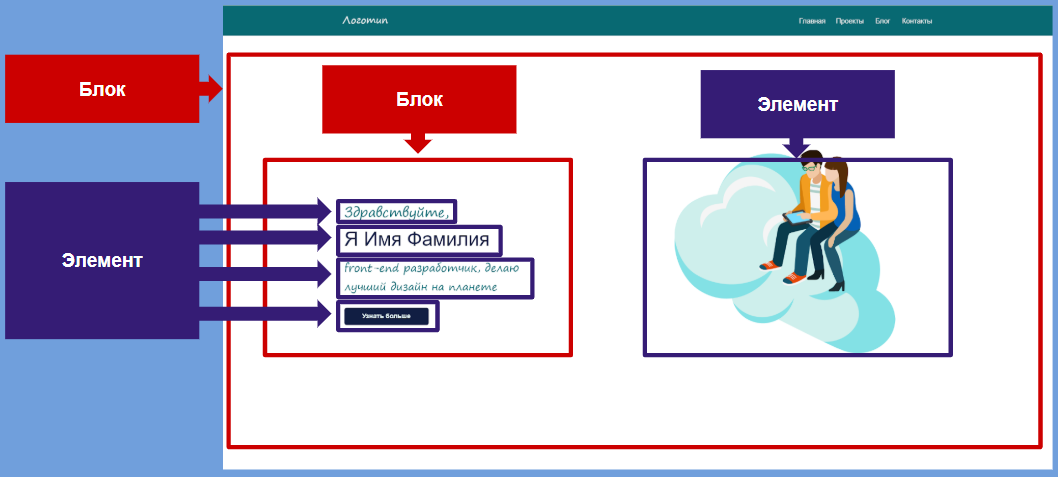 Логотип
Главная Проекты Блог Контакты
Блок
Блок
Элемент
Элемент
Здравствуйте,
Я Имя Фамилия
front-end разработчик, делаю
лучший дизайн на планете
Узнать больше